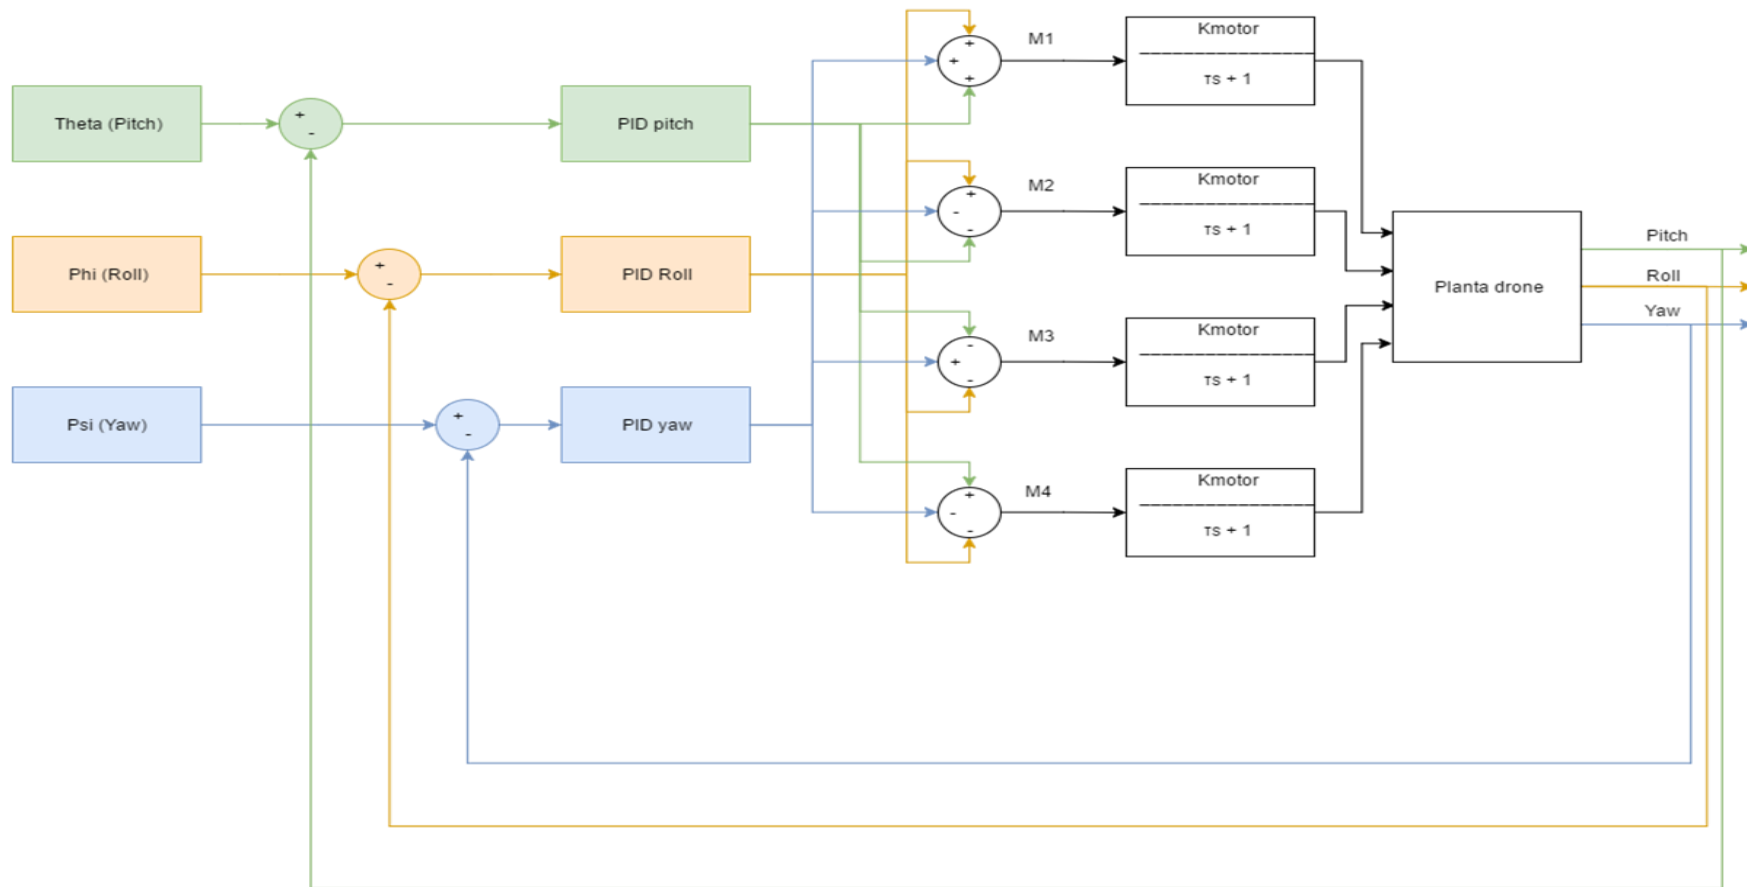 Theta (Pitch)
+
-
PID pitch
Phi (Roll)
+
-
PID Roll
Psi (Yaw)
+
-
PID yaw
+
+
+
M1
Kmotor
τs + 1
+
-
-
M2
Kmotor
τs + 1
-
+
-
M3
Kmotor
τs + 1
+
-
-
M4
Kmotor
τs + 1
Planta drone
Pitch
Roll
Yaw